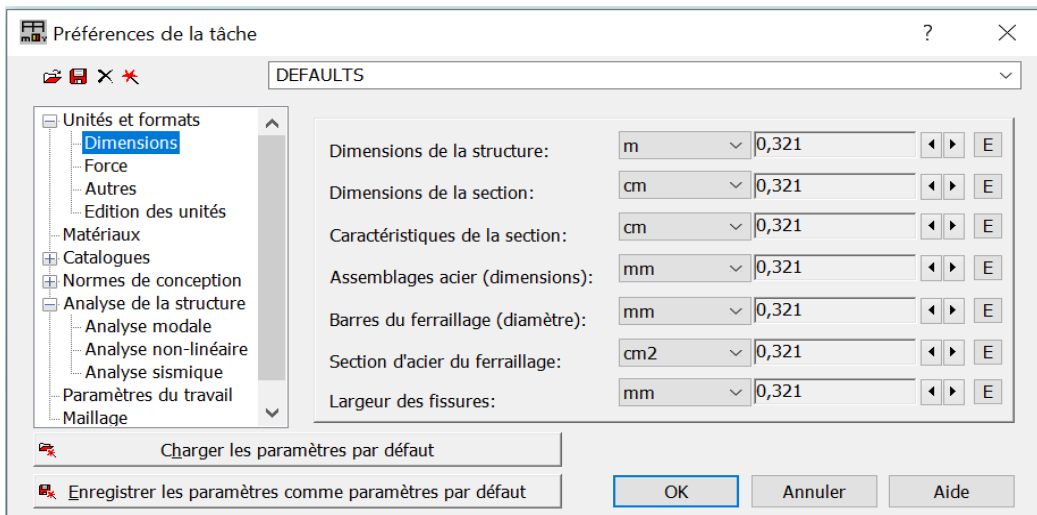 Préférences de la tâche
?
DEFAULTS
Unités et formats
Dimensions
Force
Autres
Edition des unités
Matériaux
Catalogues
Normes de conception
Analyse de la structure
Analyse modale
Analyse non-linéaire
Analyse sismique
Paramètres du travail
Maillage
Dimensions de la structure: m 0,321 E
Dimensions de la section: cm 0,321 E
Caractéristiques de la section: cm 0,321 E
Assemblages acier (dimensions): mm 0,321 E
Barres du ferraillage (diamètre): mm 0,321 E
Section d'acier du ferraillage: cm2 0,321 E
Largeur des fissures: mm 0,321 E
Charger les paramètres par défaut
Enregistrer les paramètres comme paramètres par défaut
OK Annuler Aide